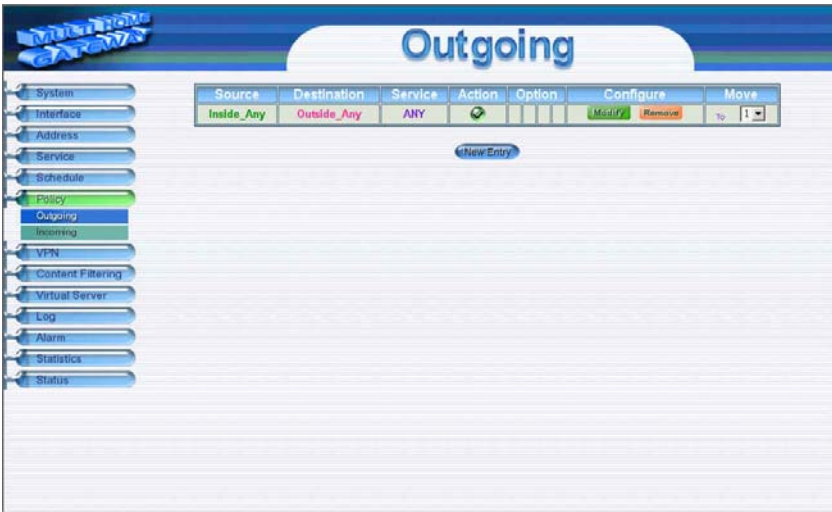 MULTI HOME
GATEWAY
Outgoing
System
Interface
Address
Service
Schedule
Policy
Outgoing
Incoming
VPN
Content Filtering
Virtual Server
Log
Alarm
Statistics
Status
Source Destination Service Action Option Configure Move
Inside_Any Outside_Any ANY Modify Remove To 1
New Entry